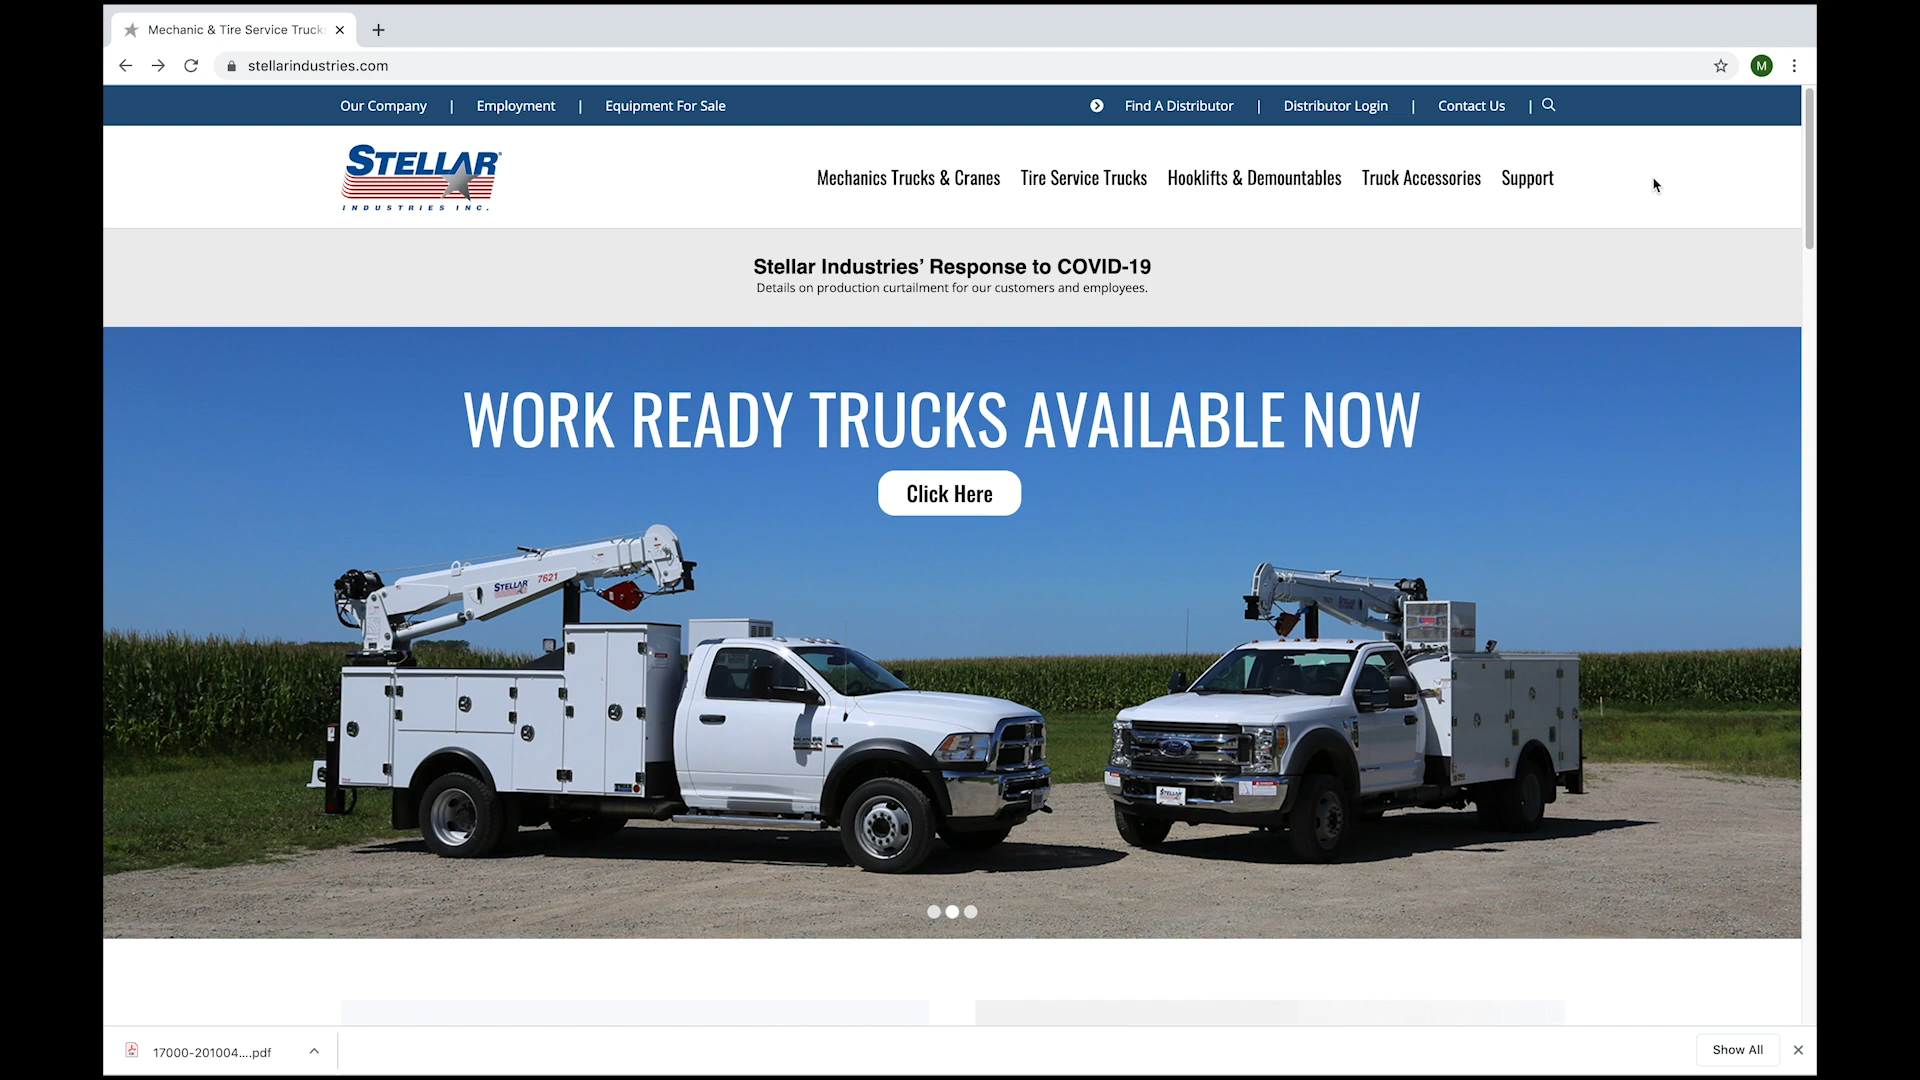 Mechanic & Tire Service Truck
stellarindustries.com
M
Our Company | Employment | Equipment For Sale
Find A Distributor | Distributor Login | Contact Us |
STELLAR
INDUSTRIES INC.
Mechanics Trucks & Cranes Tire Service Trucks Hooklifts & Demountables Truck Accessories Support
Stellar Industries’ Response to COVID-19
Details on production curtailment for our customers and employees.
WORK READY TRUCKS AVAILABLE NOW
Click Here
STELLAR 7621
STELLAR
17000-201004....pdf
Show All